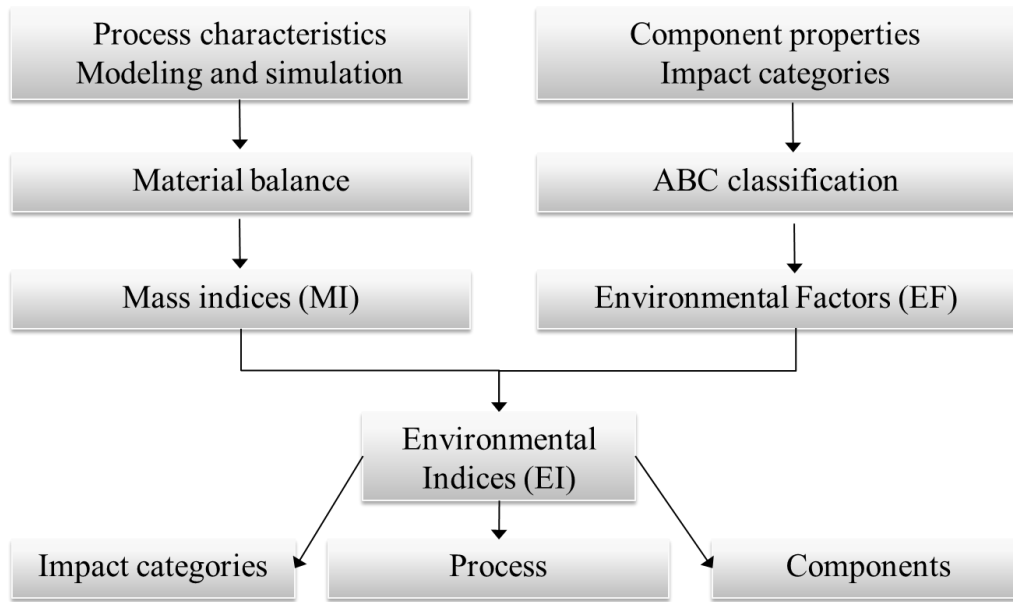 Process characteristics
Modeling and simulation
Component properties
Impact categories
Material balance
ABC classification
Mass indices (MI)
Environmental Factors (EF)
Environmental
Indices (EI)
Impact categories
Process
Components